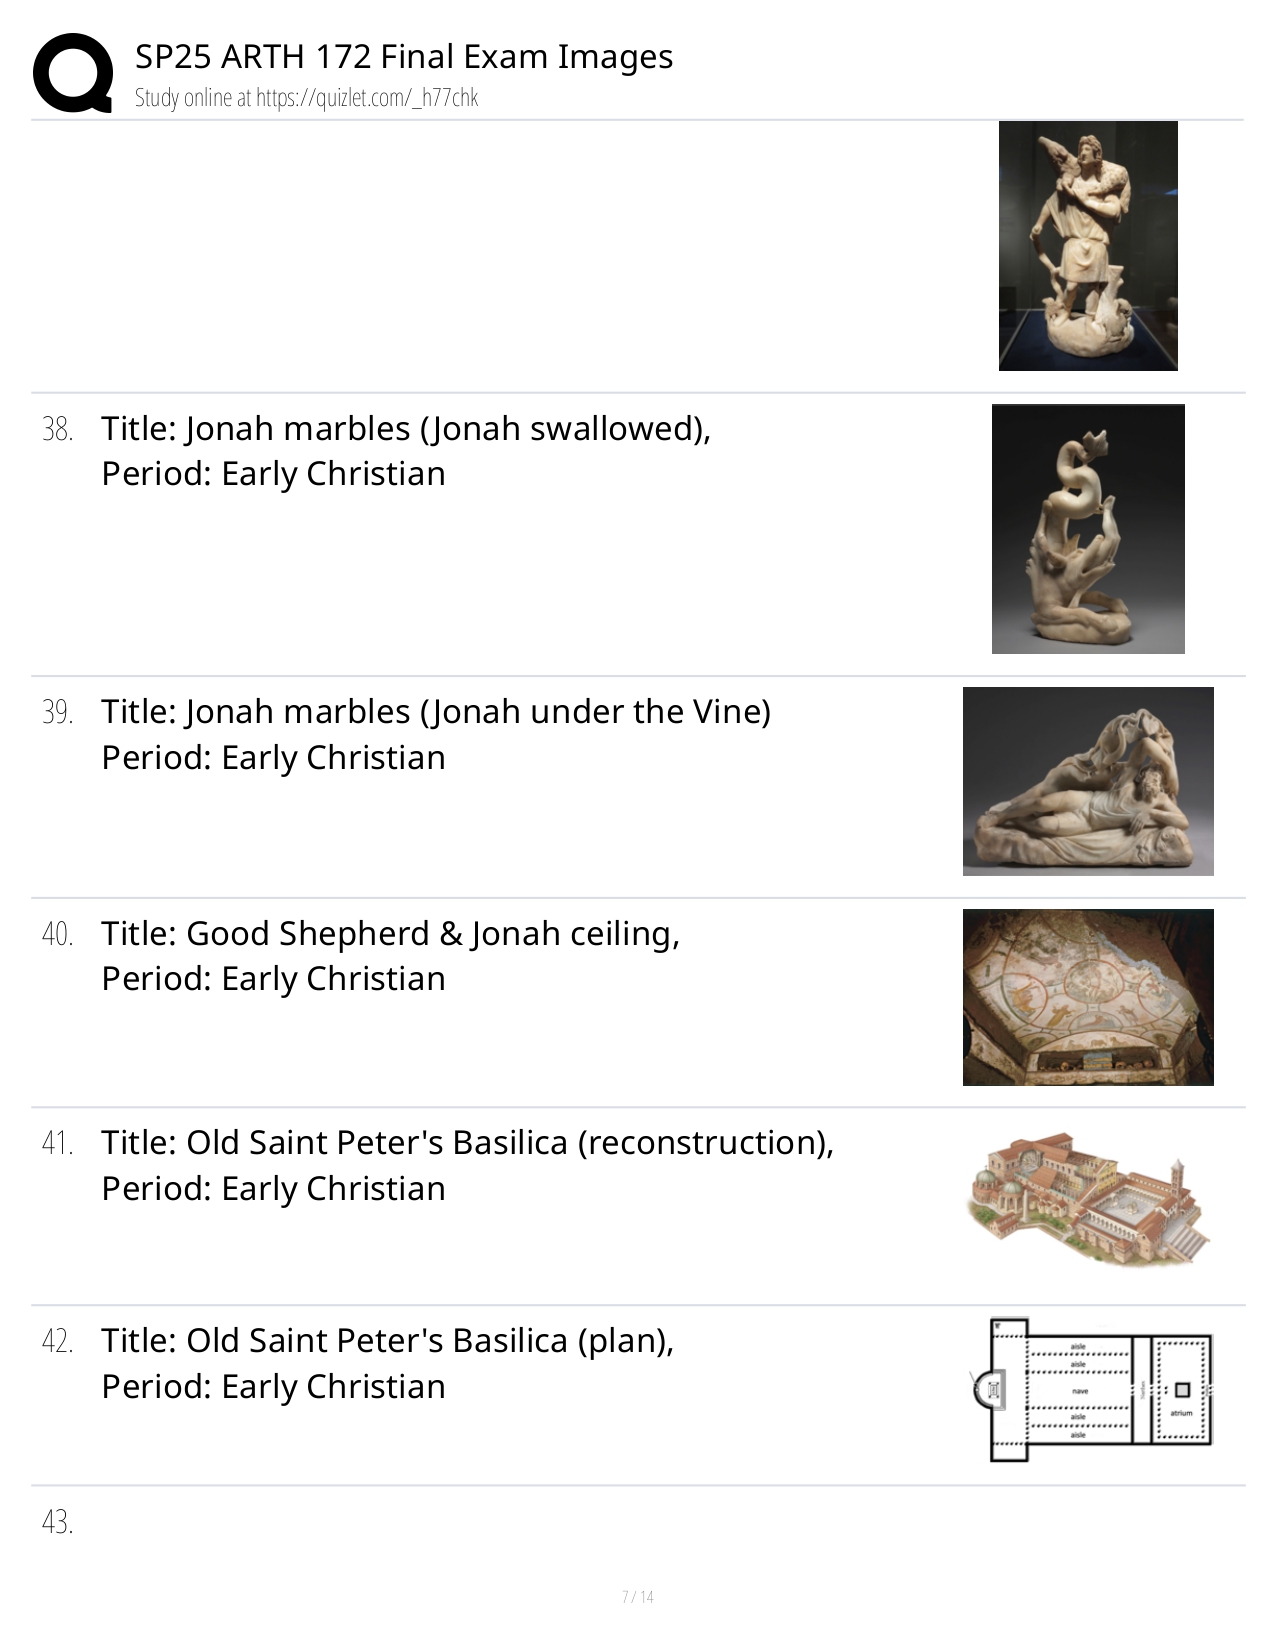 SP25 ARTH 172 Final Exam Images
Study online at https://quizlet.com/_h77chk
38. Title: Jonah marbles (Jonah swallowed),
Period: Early Christian
39. Title: Jonah marbles (Jonah under the Vine)
Period: Early Christian
40. Title: Good Shepherd & Jonah ceiling,
Period: Early Christian
41. Title: Old Saint Peter's Basilica (reconstruction),
Period: Early Christian
42. Title: Old Saint Peter's Basilica (plan),
Period: Early Christian
aisle
aisle
nave
aisle
aisle
atrium
43.
7 / 14